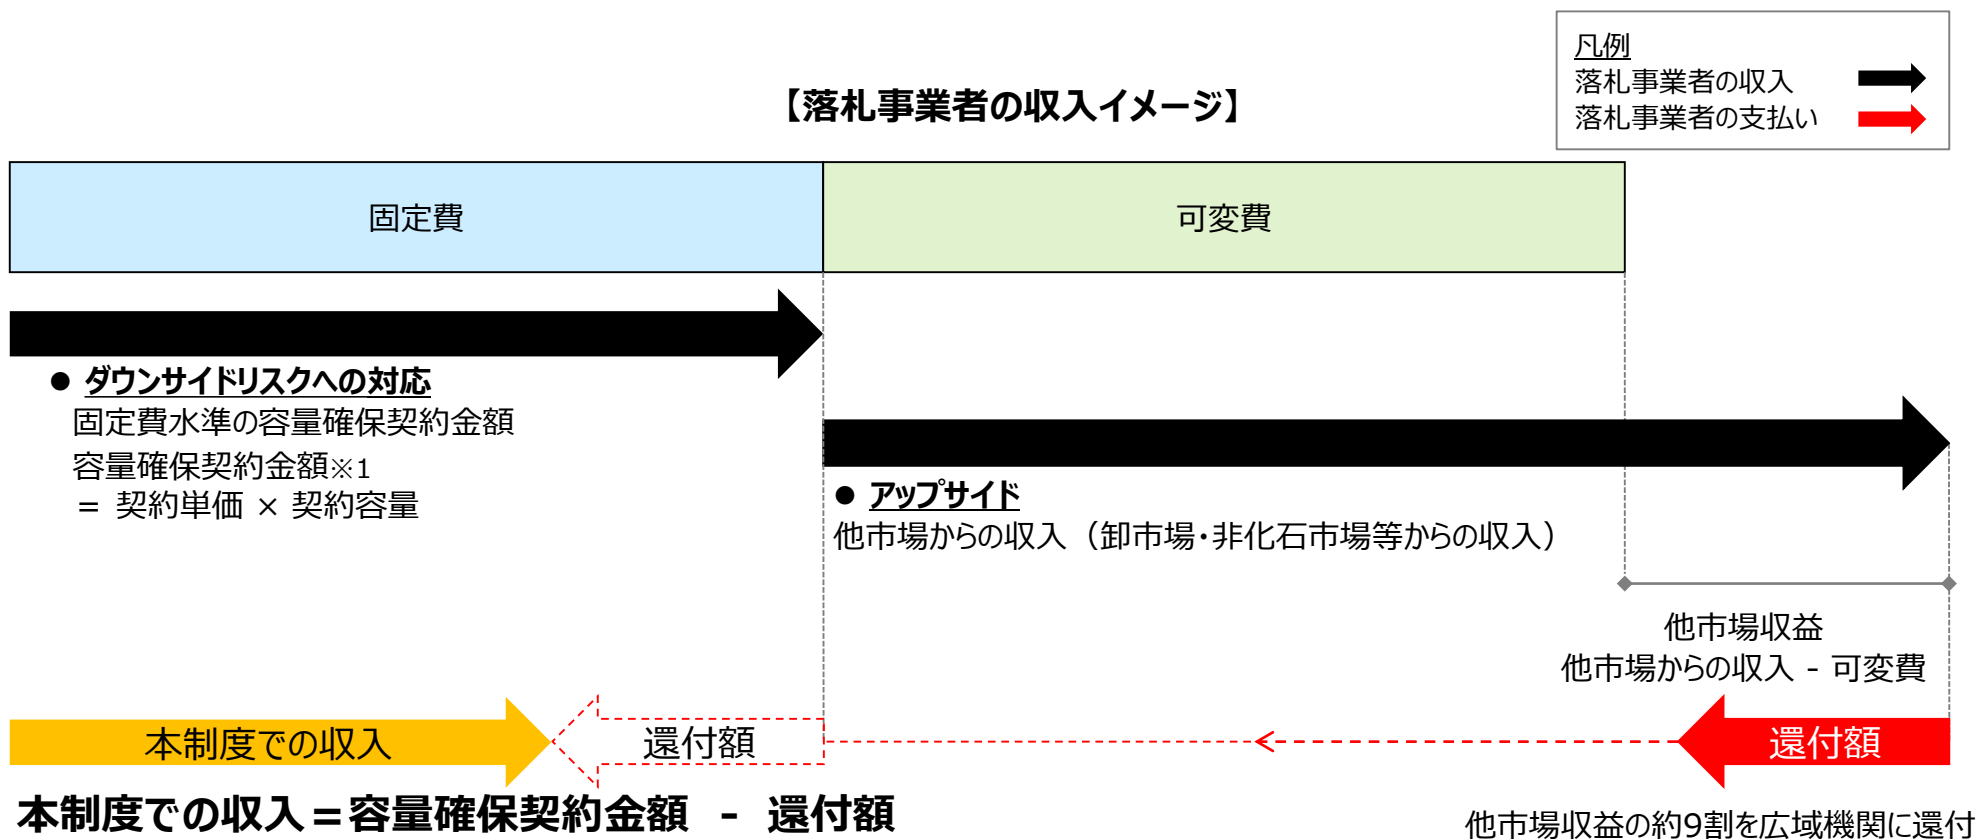 凡例
落札事業者の収入
落札事業者の支払い
【落札事業者の収入イメージ】
固定費
可変費
● ダウンサイドリスクへの対応
固定費水準の容量確保契約金額
容量確保契約金額※1
= 契約単価 × 契約容量
● アップサイド
他市場からの収入（卸市場・非化石市場等からの収入）
他市場収益
他市場からの収入 - 可変費
本制度での収入
還付額
還付額
本制度での収入＝容量確保契約金額 - 還付額
他市場収益の約9割を広域機関に還付